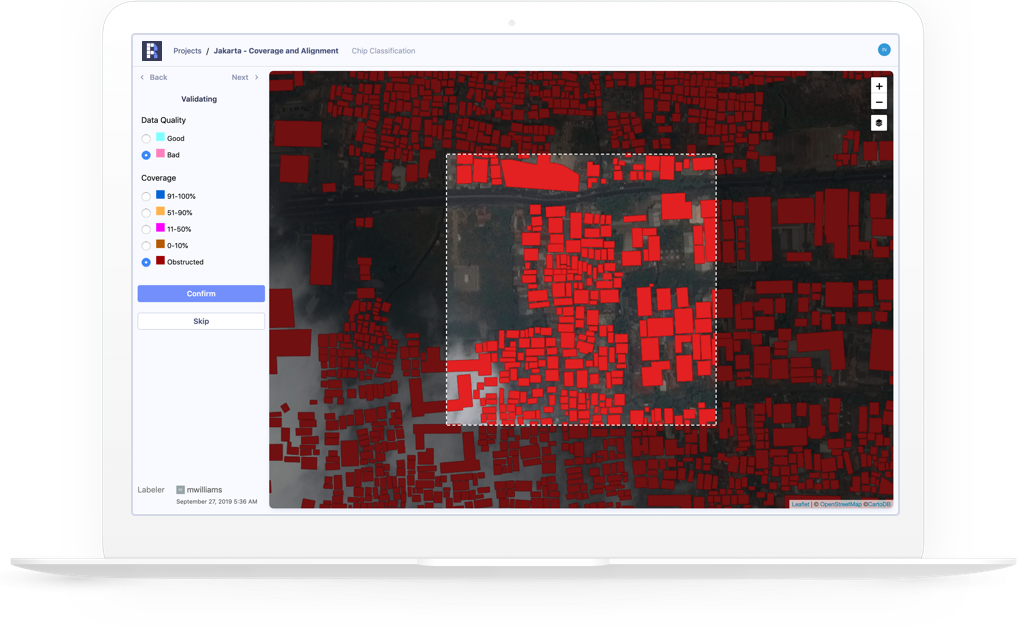 Projects / Jakarta - Coverage and Alignment Chip Classification
Back Next
Validating
Data Quality
Good
Bad
Coverage
91-100%
51-90%
11-50%
0-10%
Obstructed
Confirm
Skip
+
−
Labeler mwilliams
September 27, 2019 5:36 AM
Leaflet | © OpenStreetMap ©CartoDB